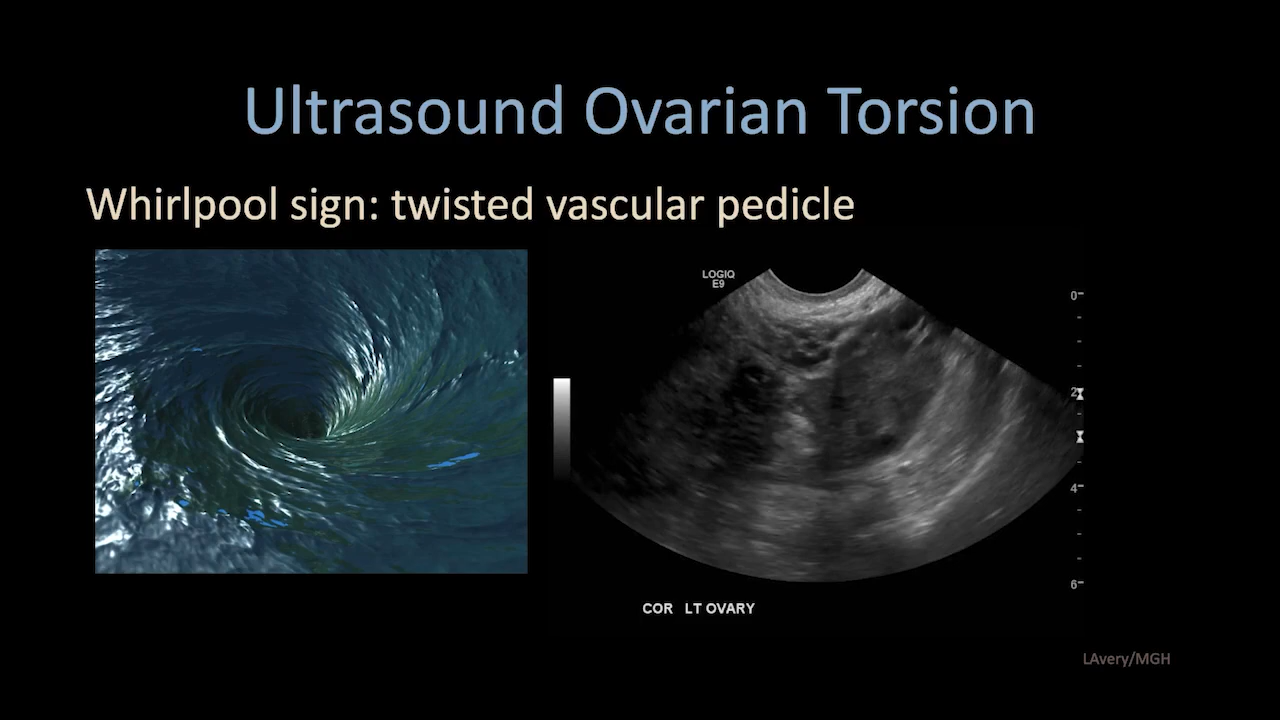 Ultrasound Ovarian Torsion
Whirlpool sign: twisted vascular pedicle
LOGIQ
E9
0
2
4
6
COR LT OVARY
LAvery/MGH